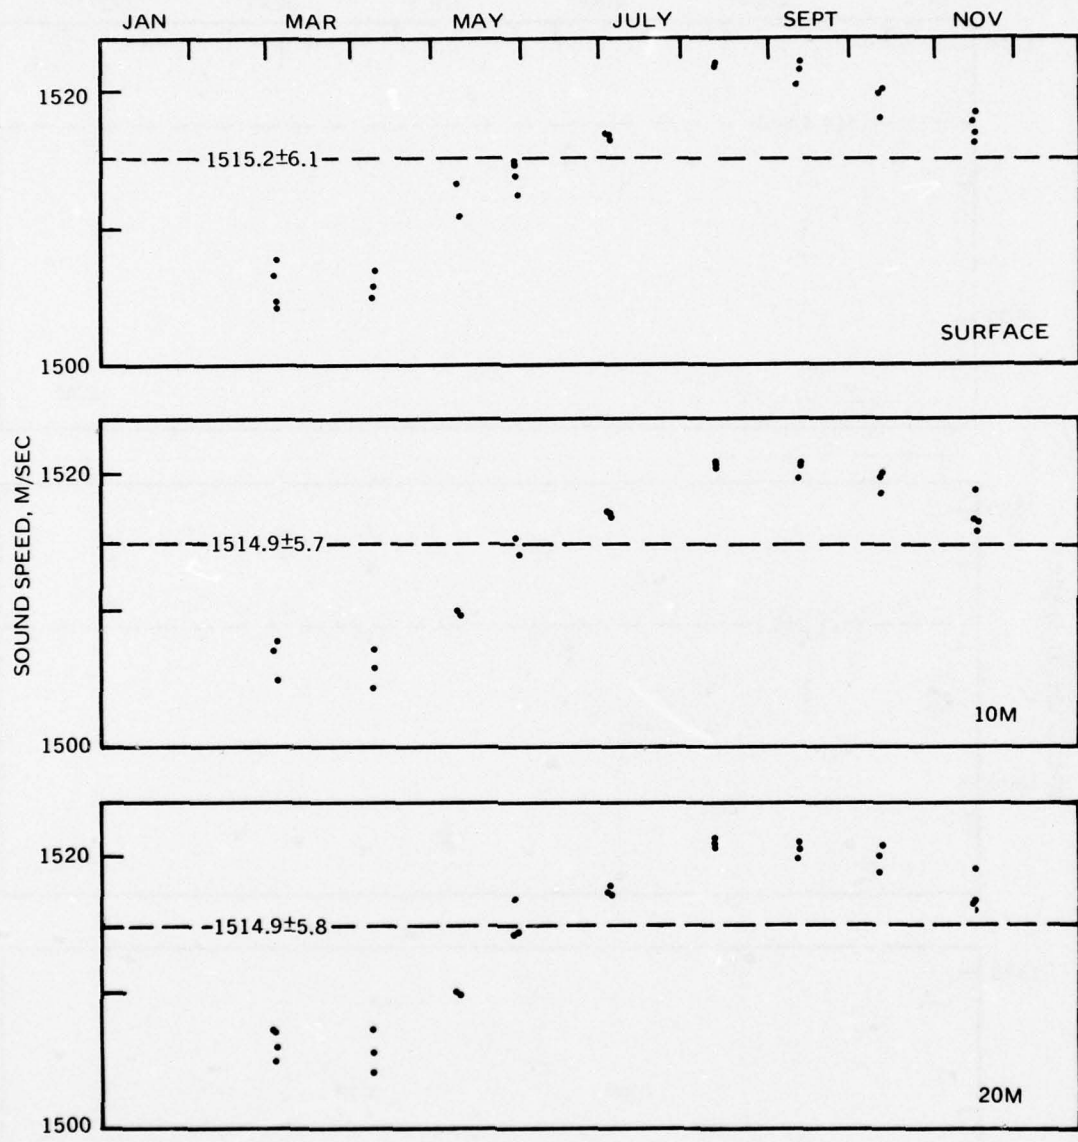 JAN MAR MAY JULY SEPT NOV
1520
1515.2±6.1
SURFACE
1500
SOUND SPEED, M/SEC
1520
1514.9±5.7
10M
1500
1520
1514.9±5.8
20M
1500